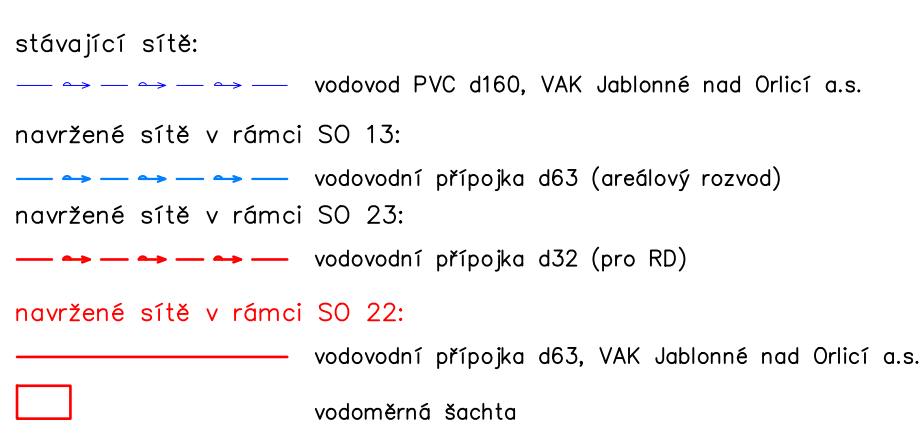 stávající sítě:
vodovod PVC d160, VAK Jablonné nad Orlicí a.s.
navržené sítě v rámci SO 13:
vodovodní přípojka d63 (areálový rozvod)
navržené sítě v rámci SO 23:
vodovodní přípojka d32 (pro RD)
navržené sítě v rámci SO 22:
vodovodní přípojka d63, VAK Jablonné nad Orlicí a.s.
vodoměrná šachta